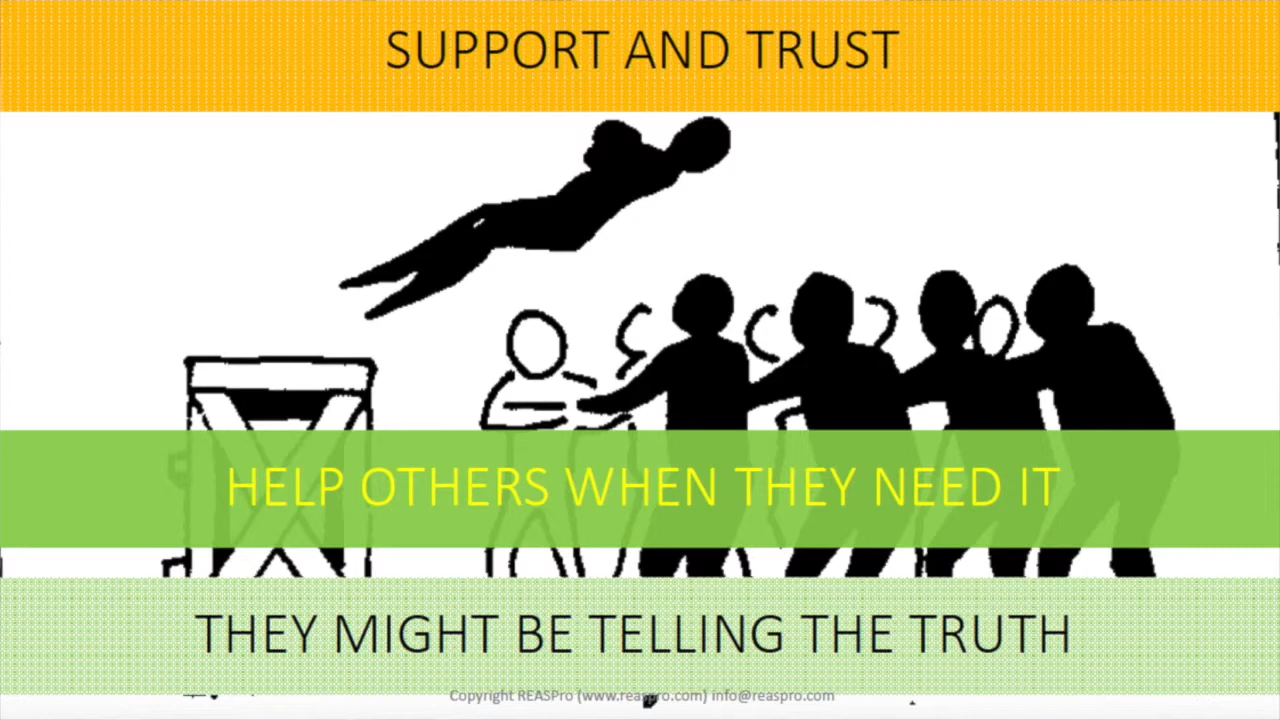 SUPPORT AND TRUST
HELP OTHERS WHEN THEY NEED IT
THEY MIGHT BE TELLING THE TRUTH
Copyright REASPro (www.reaspro.com) info@reaspro.com